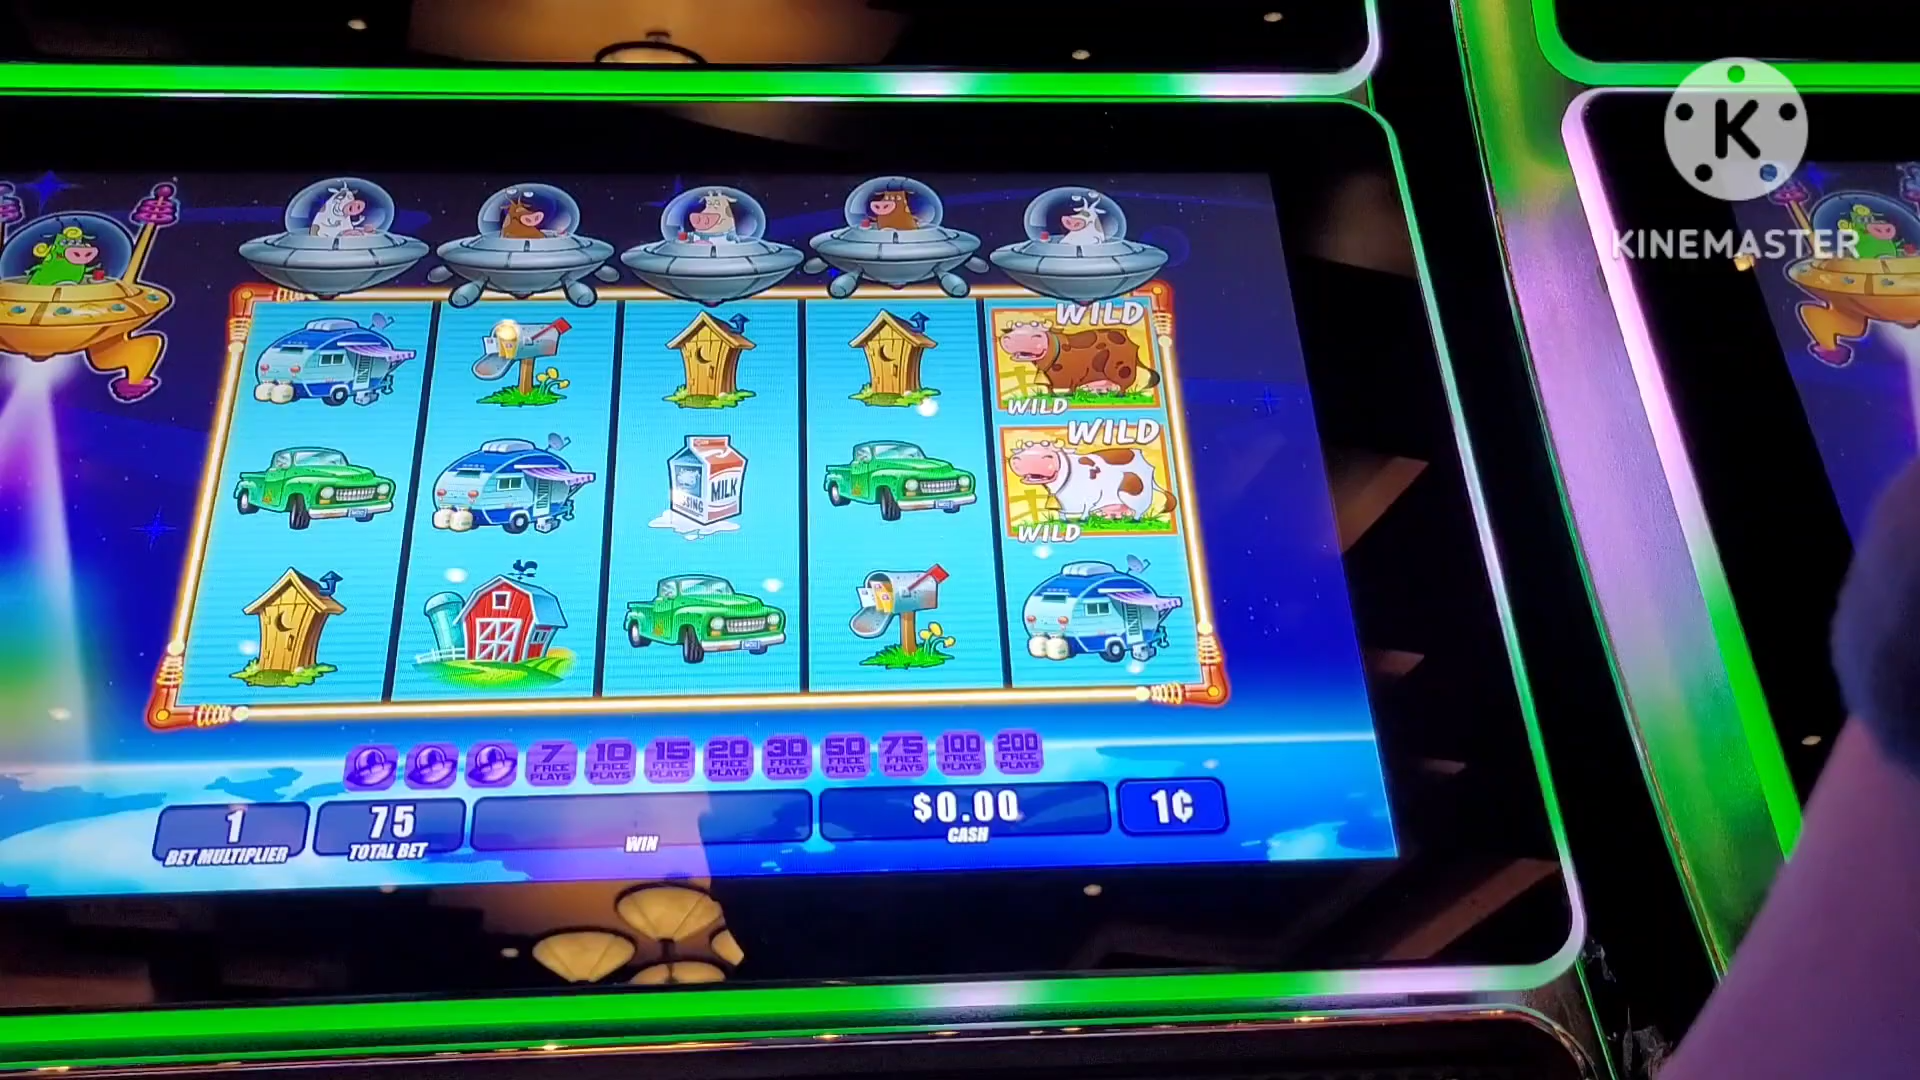 K
KINEMASTER
WILD
WILD
WILD
MILK
WILD
7 FREE PLAYS
10 FREE PLAYS
15 FREE PLAYS
20 FREE PLAYS
30 FREE PLAYS
50 FREE PLAYS
75 FREE PLAYS
100 FREE PLAYS
200 FREE PLAYS
1
BET MULTIPLIER
75
TOTAL BET
WIN
$0.00
CASH
1¢